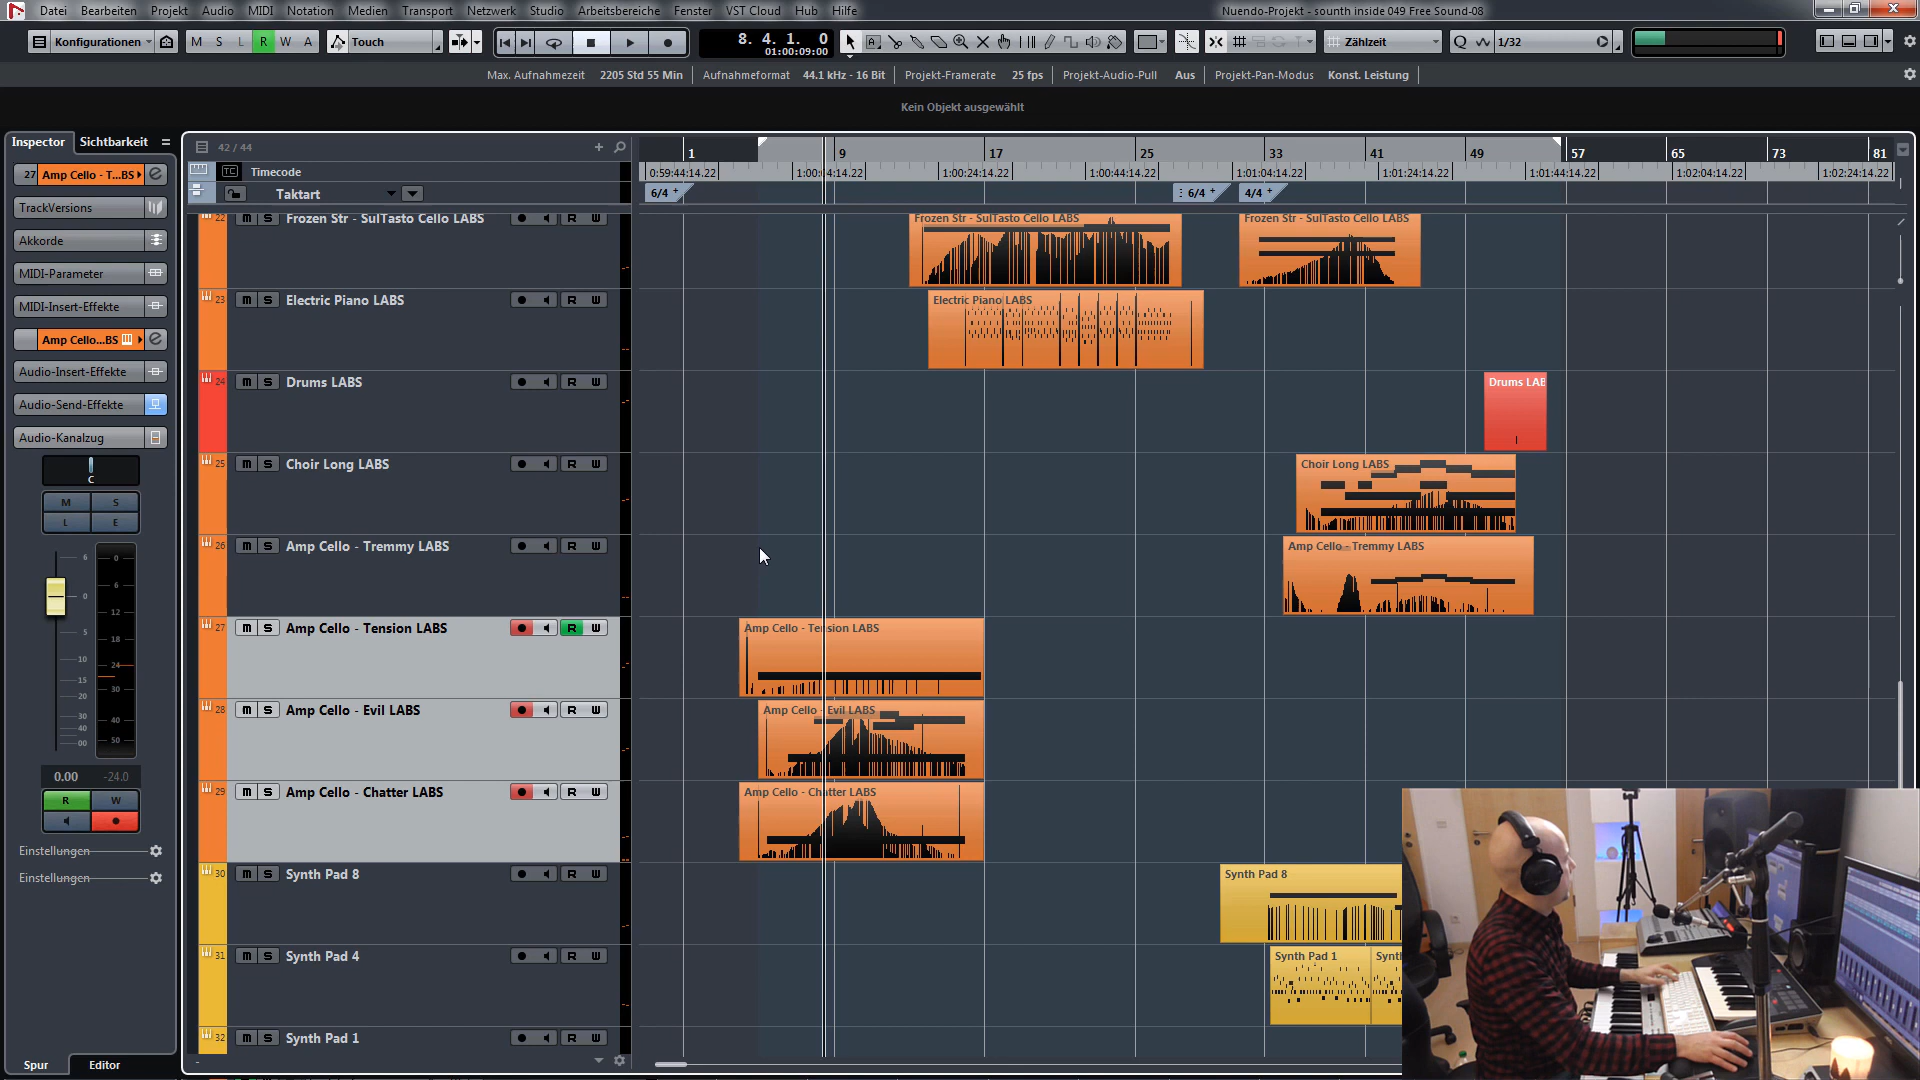 Datei Bearbeiten Projekt Audio MIDI Notation Medien Transport Netzwerk Studio Arbeitsbereiche Fenster VST Cloud Hub Hilfe Nuendo-Projekt - sounth inside 049 Free Sound-08
Konfigurationen M S L R W A Touch 8. 4. 1. 0 01:00:09:00 Zählzeit Q 1/32
Max. Aufnahmezeit 2205 Std 55 Min Aufnahmeformat 44.1 kHz - 16 Bit Projekt-Framerate 25 fps Projekt-Audio-Pull Aus Projekt-Pan-Modus Konst. Leistung
Kein Objekt ausgewählt
Inspector Sichtbarkeit
42 / 44
1 9 17 25 33 41 49 57 65 73 81
TC Timecode
0:59:44:14.22 1:00:24:14.22 1:00:44:14.22 1:01:04:14.22 1:01:24:14.22 1:01:44:14.22 1:02:04:14.22 1:02:24:14.22
Taktart 6/4 6/4 4/4
27 Amp Cello - T...BS
TrackVersions
Akkorde
MIDI-Parameter
MIDI-Insert-Effekte
Amp Cello...BS
Audio-Insert-Effekte
Audio-Send-Effekte
Audio-Kanalzug
C
M S
L E
6 0
0 6
12
5 18
10 24
15 30
20
30 40
40
00 50
0.00 -24.0
R W
Einstellungen
Einstellungen
Spur Editor
22 Frozen Str - SulTasto Cello LABS R W
Frozen Str - SulTasto Cello LABS Frozen Str - SulTasto Cello LABS
23 m S Electric Piano LABS R W
Electric Piano LABS
24 m S Drums LABS R W
Drums LAB
25 m S Choir Long LABS R W
Choir Long LABS
26 m S Amp Cello - Tremmy LABS R W
Amp Cello - Tremmy LABS
27 m S Amp Cello - Tension LABS R W
Amp Cello - Tension LABS
28 m S Amp Cello - Evil LABS R W
Amp Cello - Evil LABS
29 m S Amp Cello - Chatter LABS R W
Amp Cello - Chatter LABS
30 m S Synth Pad 8 R W
Synth Pad 8
31 m S Synth Pad 4 R W
Synth Pad 1 Synt
32 m S Synth Pad 1 R W